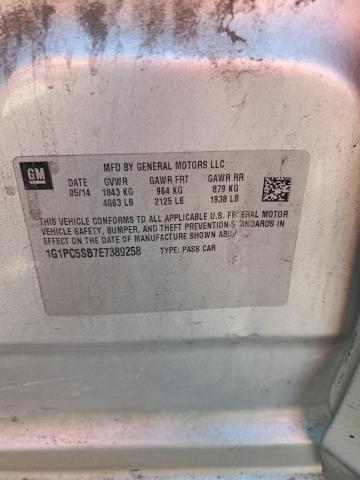 GM
MFD BY GENERAL MOTORS LLC
DATE GVWR GAWR FRT GAWR RR
05/14 1843 KG 964 KG 879 KG
4063 LB 2125 LB 1938 LB
THIS VEHICLE CONFORMS TO ALL APPLICABLE U.S. FEDERAL MOTOR
VEHICLE SAFETY, BUMPER, AND THEFT PREVENTION STANDARDS
IN EFFECT ON THE DATE OF MANUFACTURE SHOWN ABOV
1G1PC5SB7E7389258 TYPE: PASS CAR